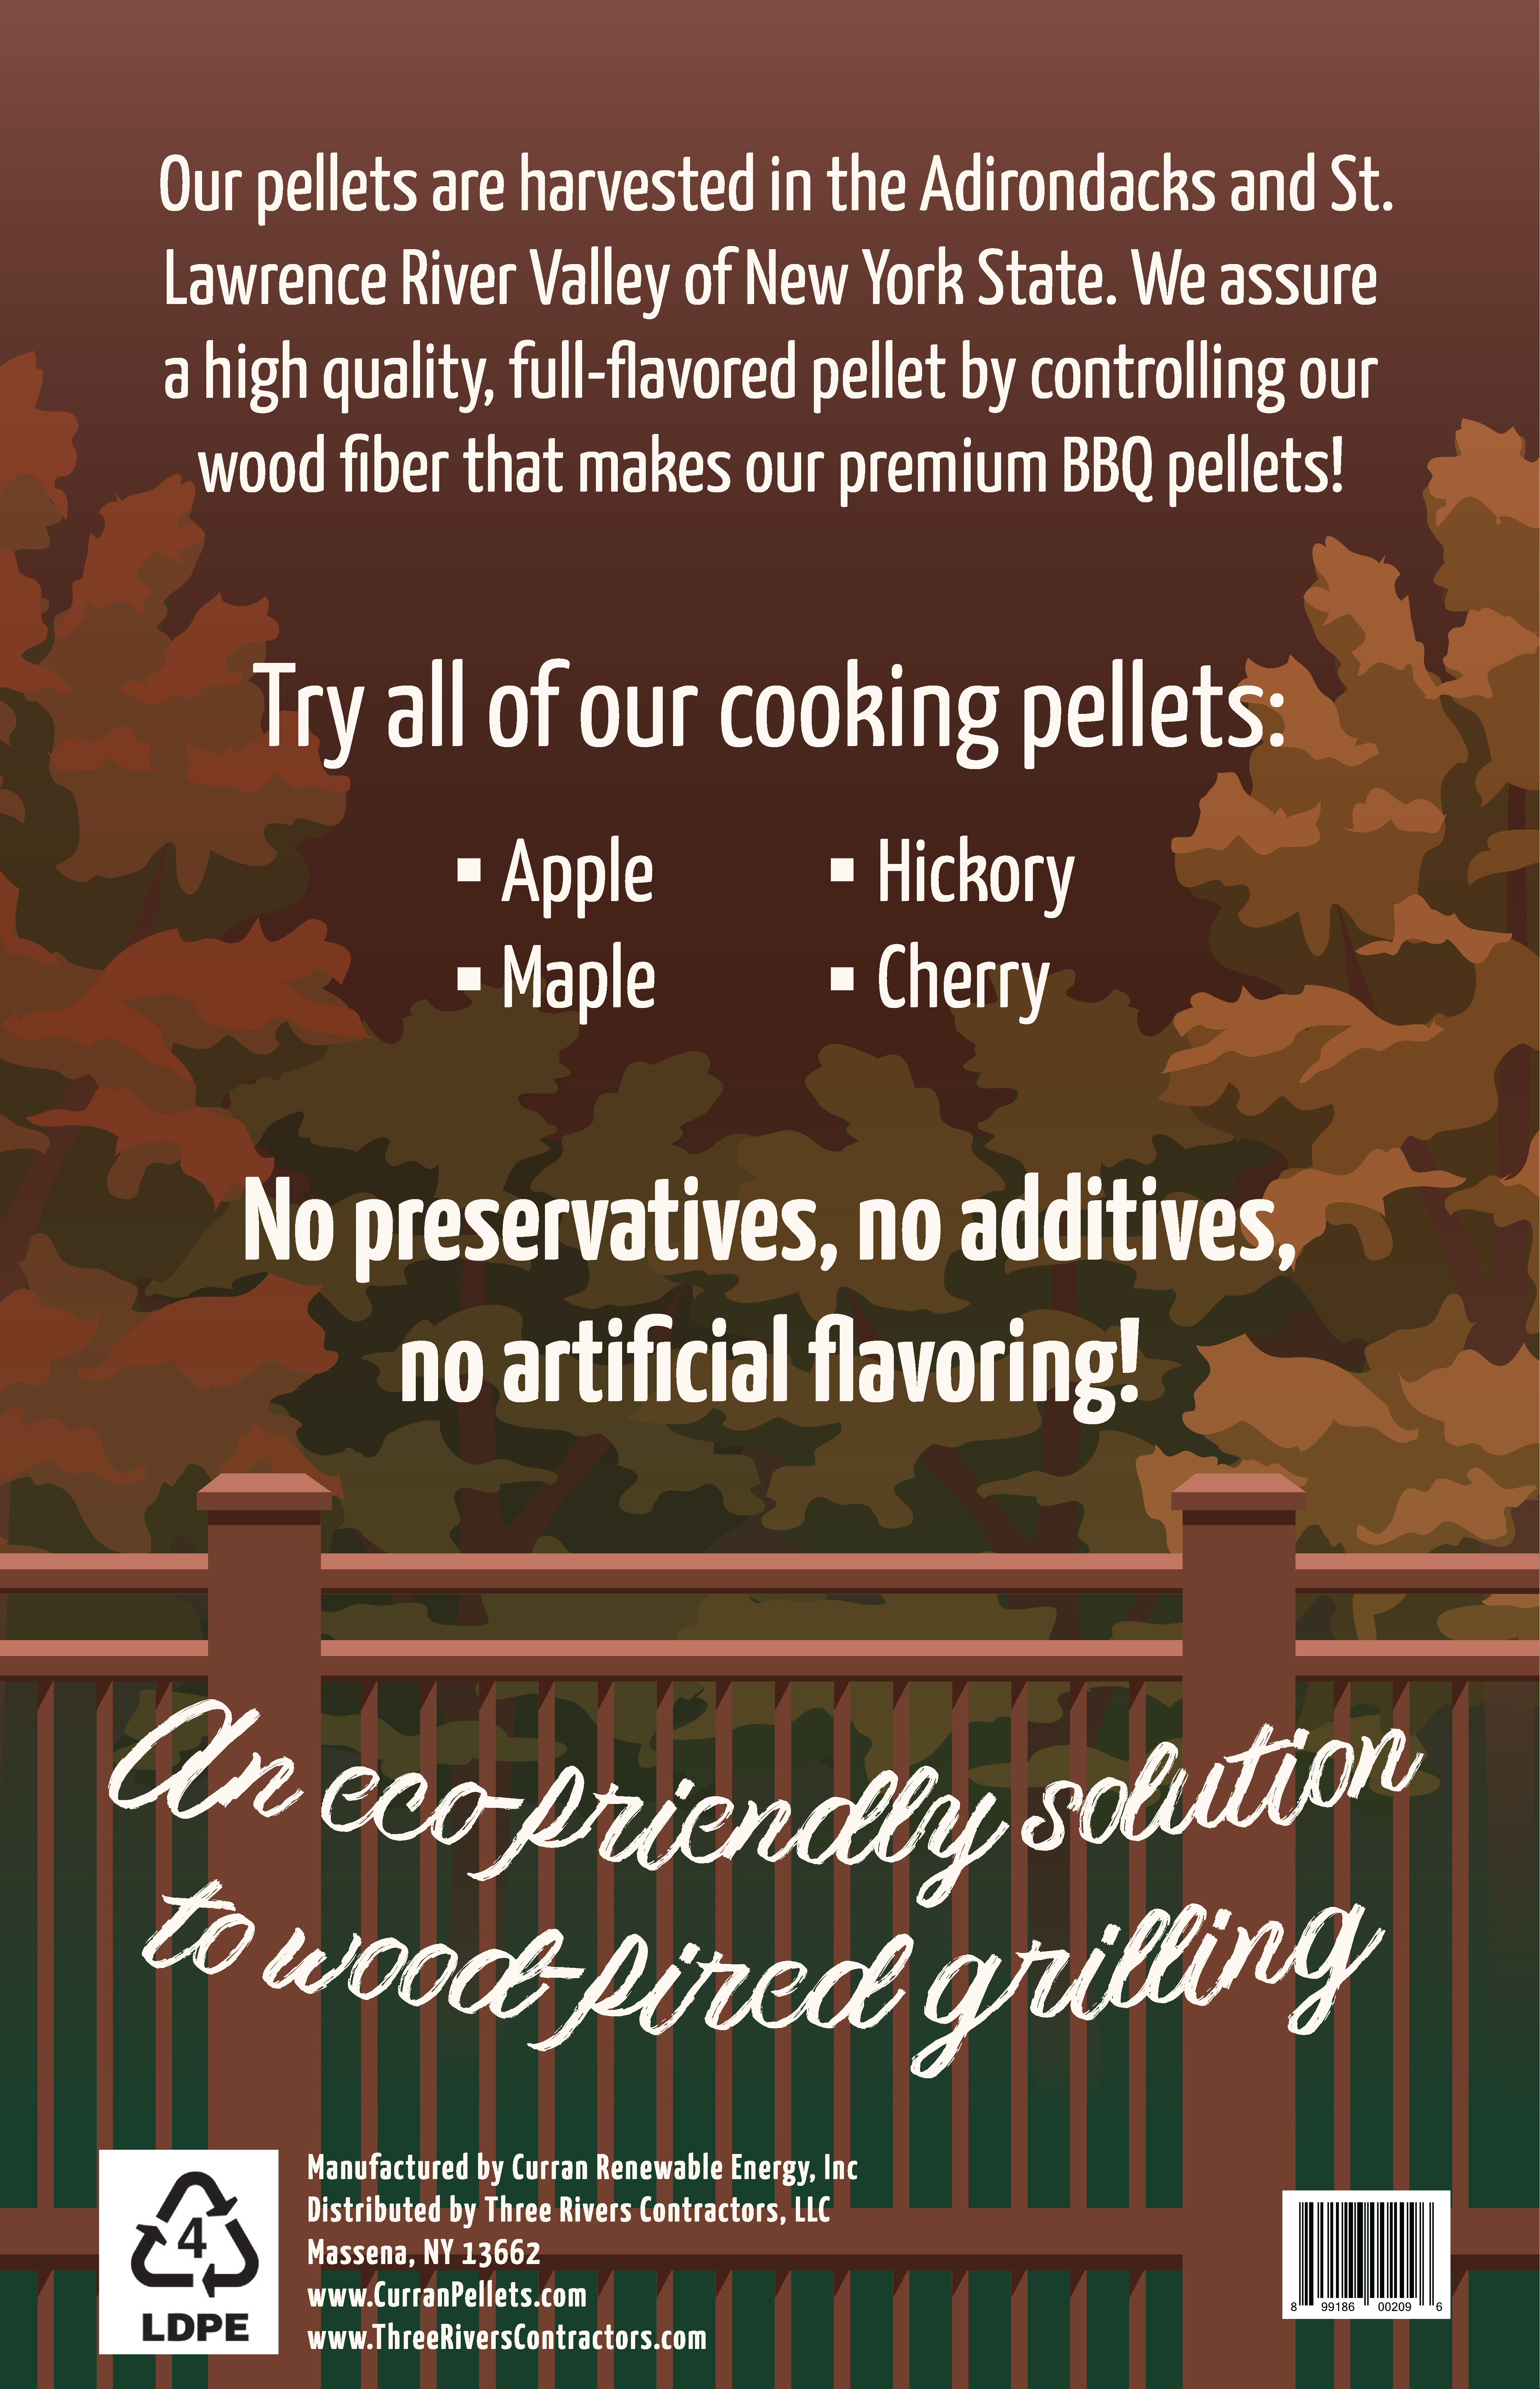 Our pellets are harvested in the Adirondacks and St.
Lawrence River Valley of New York State. We assure
a high quality, full-flavored pellet by controlling our
wood fiber that makes our premium BBQ pellets!
Try all of our cooking pellets:
▪ Apple
▪ Maple
▪ Hickory
▪ Cherry
No preservatives, no additives,
no artificial flavoring!
An eco-friendly solution
to wood-fired grilling
4
LDPE
Manufactured by Curran Renewable Energy, Inc
Distributed by Three Rivers Contractors, LLC
Massena, NY 13662
www.CurranPellets.com
www.ThreeRiversContractors.com
8 99186 00209 6